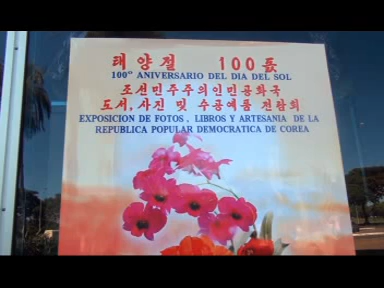 태양절 100돐
100º ANIVERSARIO DEL DIA DEL SOL
조선민주주의인민공화국
도서,사진 및 수공예품 전람회
EXPOSICION DE FOTOS, LIBROS Y ARTESANIA DE LA
REPUBLICA POPULAR DEMOCRATICA DE COREA